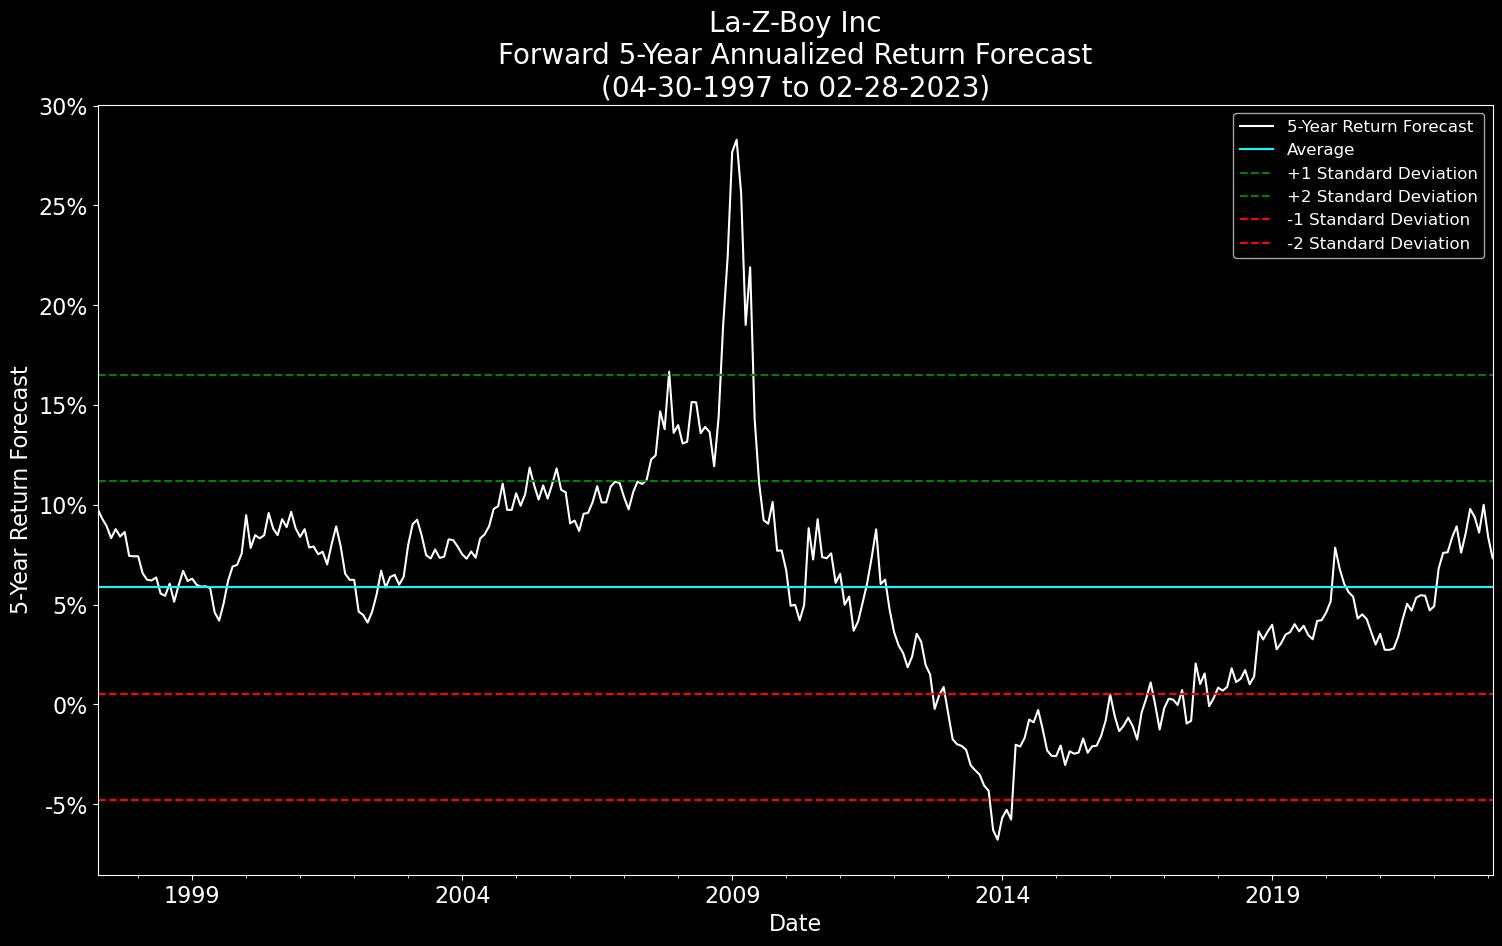 La-Z-Boy Inc
Forward 5-Year Annualized Return Forecast
(04-30-1997 to 02-28-2023)
5-Year Return Forecast
30%
25%
20%
15%
10%
5%
0%
-5%
5-Year Return Forecast
Average
+1 Standard Deviation
+2 Standard Deviation
-1 Standard Deviation
-2 Standard Deviation
1999
2004
2009
2014
2019
Date